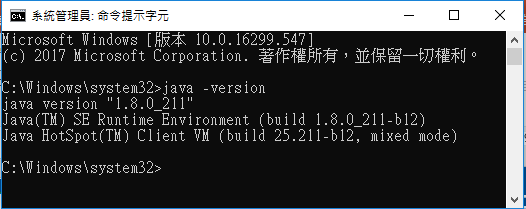 系統管理員: 命令提示字元
Microsoft Windows [版本 10.0.16299.547]
(c) 2017 Microsoft Corporation. 著作權所有，並保留一切權利。
C:\Windows\system32>java -version
java version "1.8.0_211"
Java(TM) SE Runtime Environment (build 1.8.0_211-b12)
Java HotSpot(TM) Client VM (build 25.211-b12, mixed mode)
C:\Windows\system32>